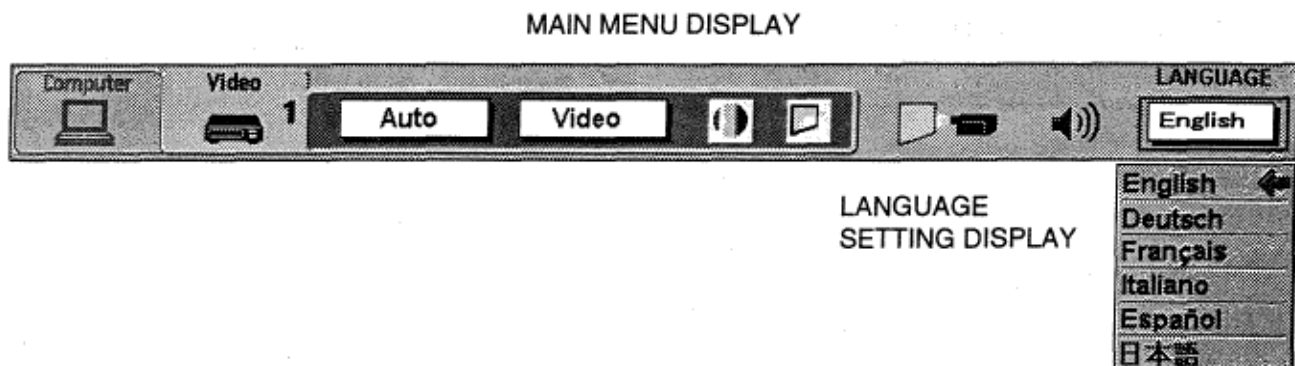 MAIN MENU DISPLAY
Computer
Video
1
Auto
Video
LANGUAGE
English
LANGUAGE
SETTING DISPLAY
English
Deutsch
Français
Italiano
Español
日本語